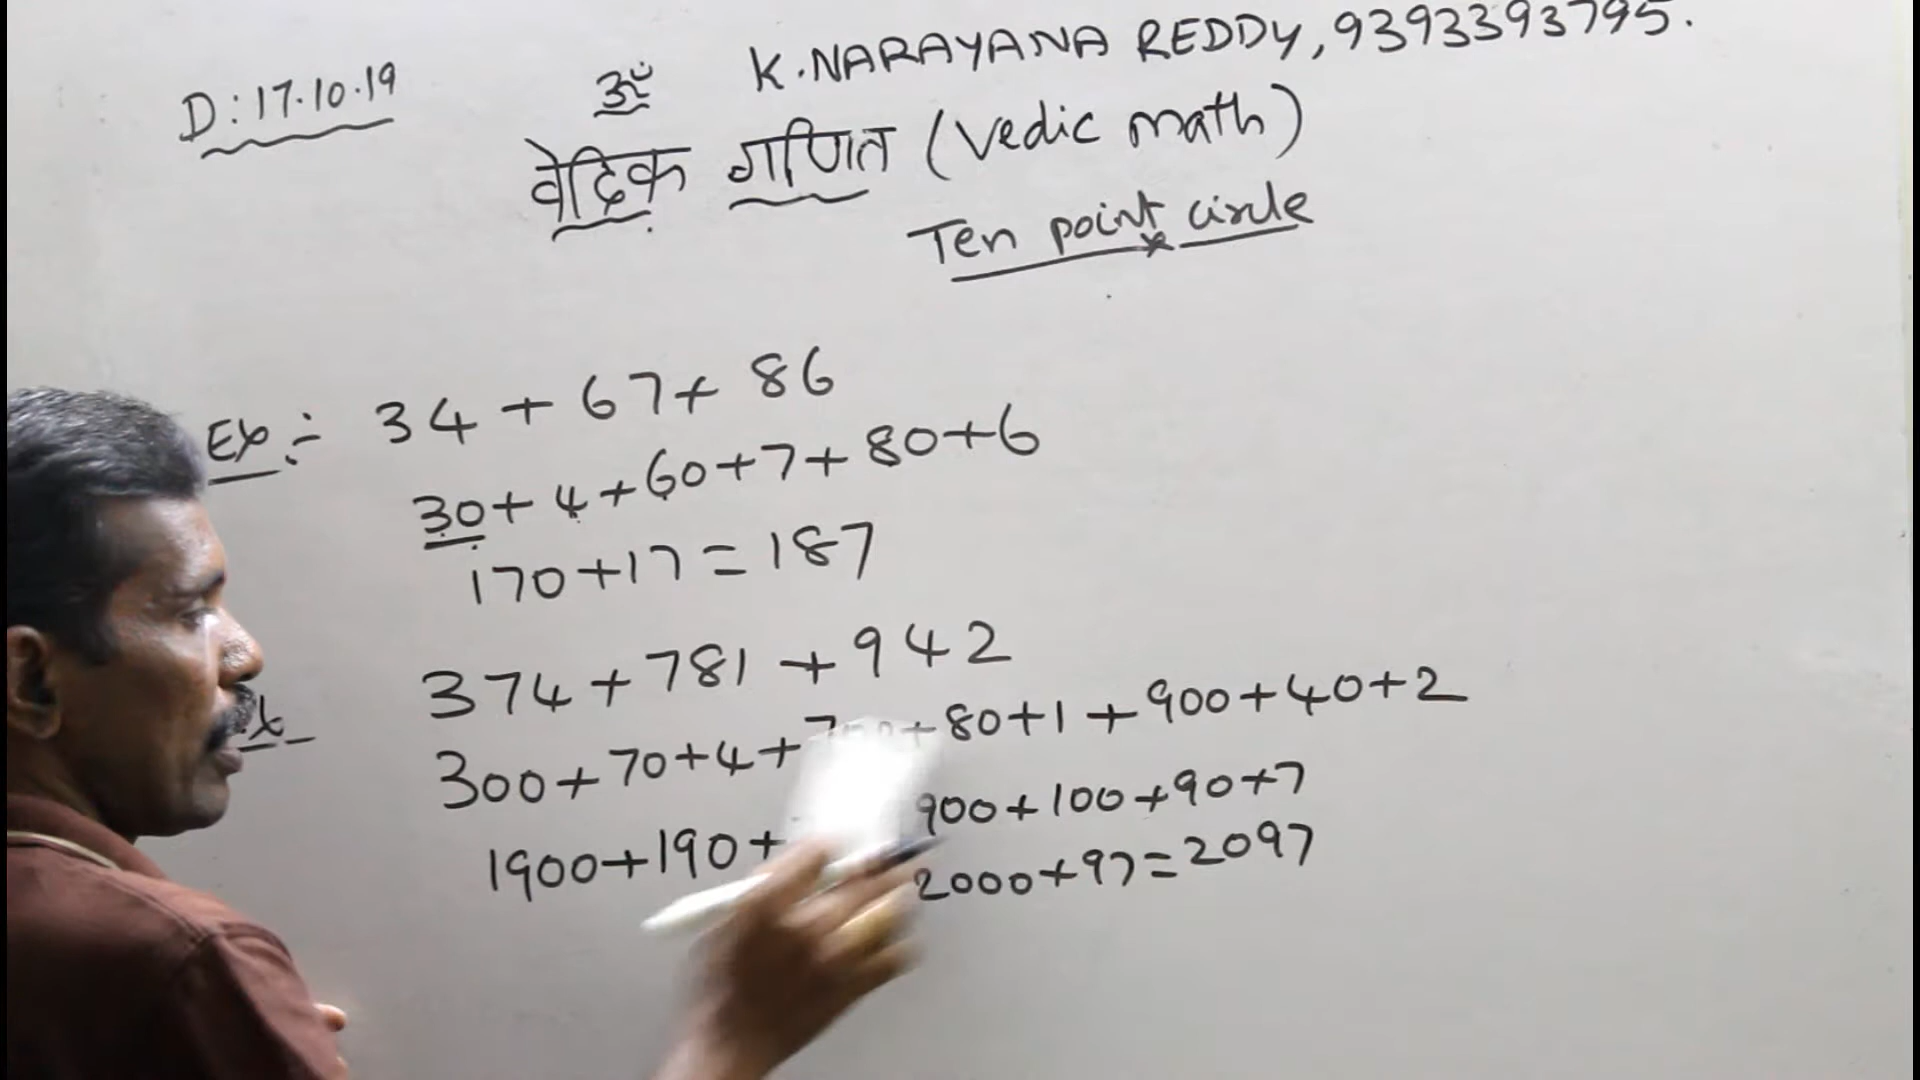 D:17.10.19
ॐ
K.NARAYANA REDDY, 9393393795.
वैदिक गणित (Vedic math)
Ten point circle
Ex:- 34 + 67 + 86
30 + 4 + 60 + 7 + 80 + 6
170 + 17 = 187
374 + 781 + 942
300 + 70 + 4 + + 80 + 1 + 900 + 40 + 2
1900 + 190 + 900 + 100 + 90 + 7
2000 + 97 = 2097